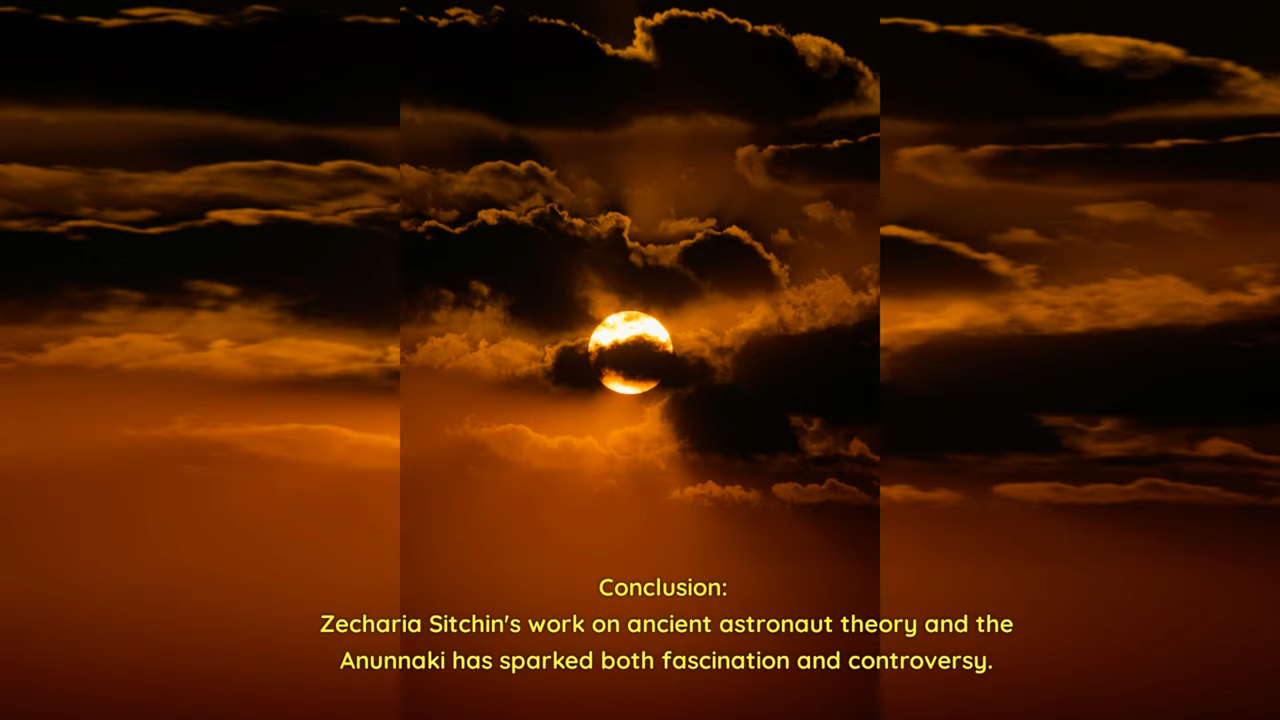 Conclusion:
Zecharia Sitchin's work on ancient astronaut theory and the
Anunnaki has sparked both fascination and controversy.